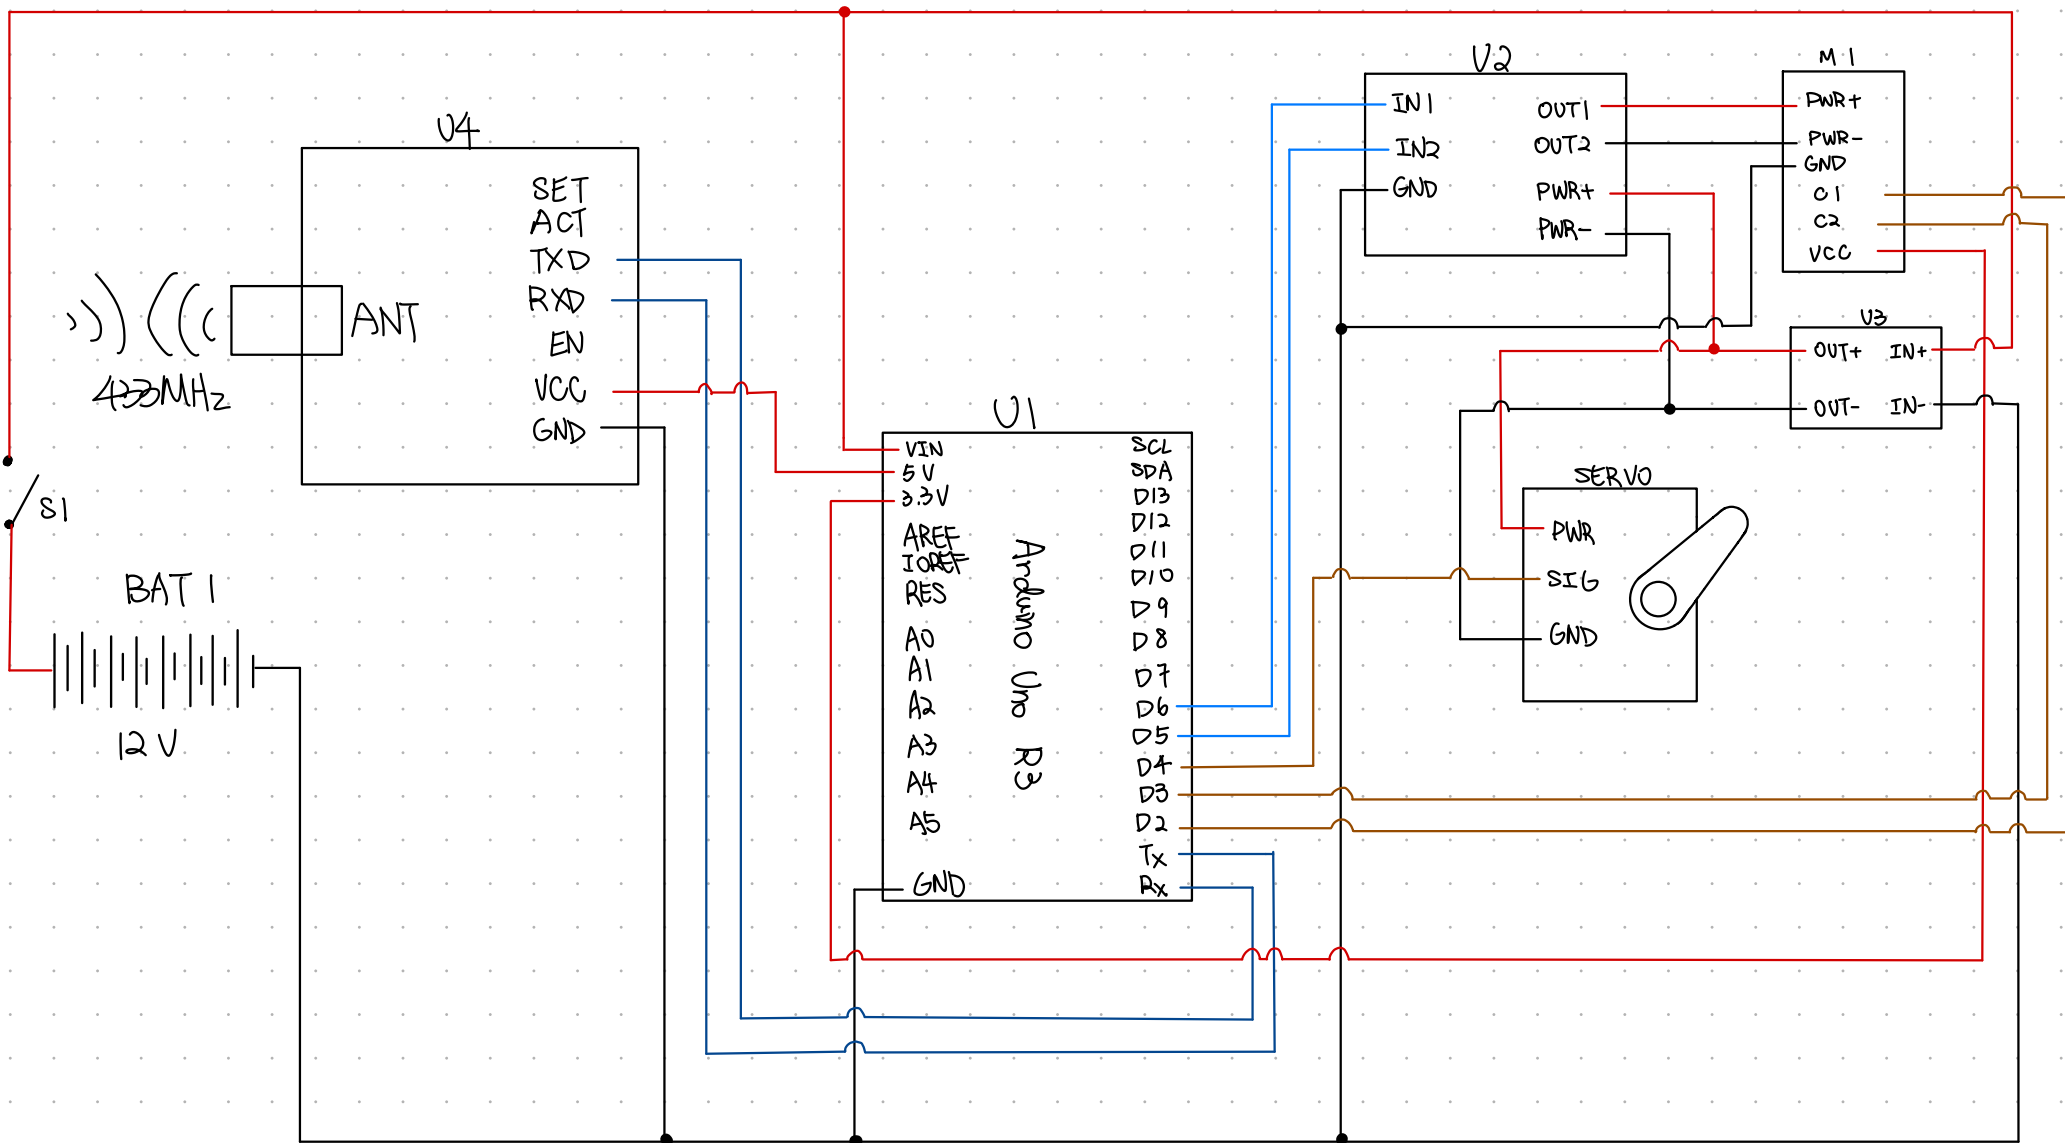 U4
SET
ACT
TXD
RXD
EN
VCC
GND
ANT
433MHz
S1
BAT 1
12 V
U1
VIN
5V
3.3V
AREF
IOREF
RES
A0
A1
A2
A3
A4
A5
GND
Arduino Uno R3
SCL
SDA
D13
D12
D11
D10
D9
D8
D7
D6
D5
D4
D3
D2
Tx
Rx
U2
IN1
IN2
GND
OUT1
OUT2
PWR+
PWR-
M1
PWR+
PWR-
GND
C1
C2
VCC
U3
OUT+ IN+
OUT- IN-
SERVO
PWR
SIG
GND